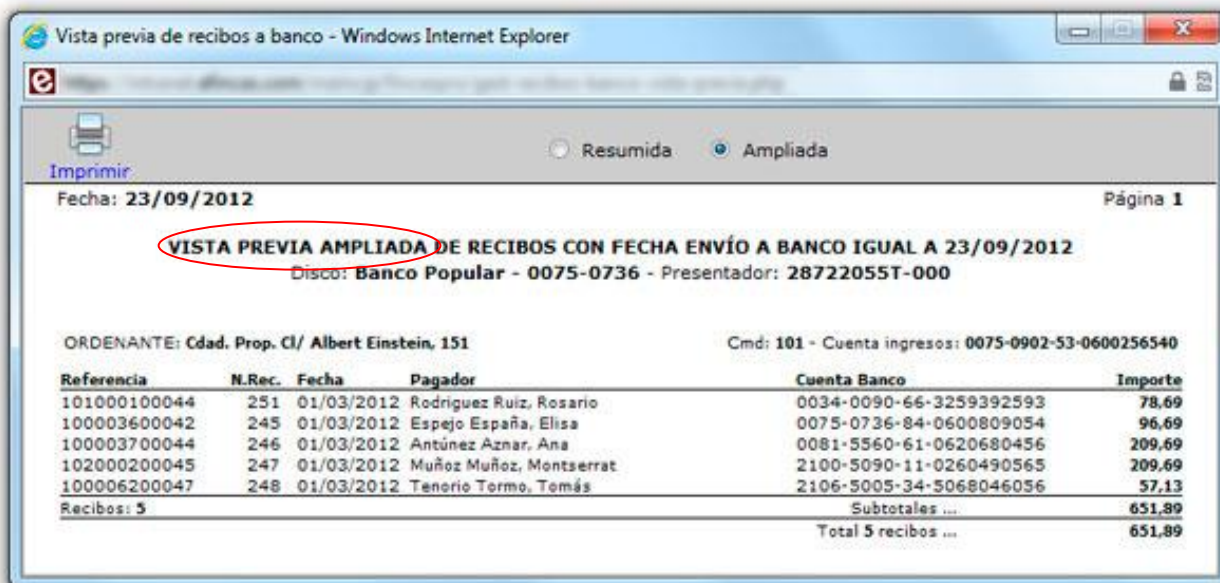 Vista previa de recibos a banco - Windows Internet Explorer
Imprimir
Resumida Ampliada
Fecha: 23/09/2012 Página 1
VISTA PREVIA AMPLIADA DE RECIBOS CON FECHA ENVÍO A BANCO IGUAL A 23/09/2012
Disco: Banco Popular - 0075-0736 - Presentador: 28722055T-000
ORDENANTE: Cdad. Prop. Cl/ Albert Einstein, 151 Cmd: 101 - Cuenta ingresos: 0075-0902-53-0600256540
Referencia N.Rec. Fecha Pagador Cuenta Banco Importe
101000100044 251 01/03/2012 Rodriguez Ruiz, Rosario 0034-0090-66-3259392593 78,69
100003600042 245 01/03/2012 Espejo España, Elisa 0075-0736-84-0600809054 96,69
100003700044 246 01/03/2012 Antúnez Aznar, Ana 0081-5560-61-0620680456 209,69
102000200045 247 01/03/2012 Muñoz Muñoz, Montserrat 2100-5090-11-0260490565 209,69
100006200047 248 01/03/2012 Tenorio Tormo, Tomás 2106-5005-34-5068046056 57,13
Recibos: 5 Subtotales ... 651,89
Total 5 recibos ... 651,89